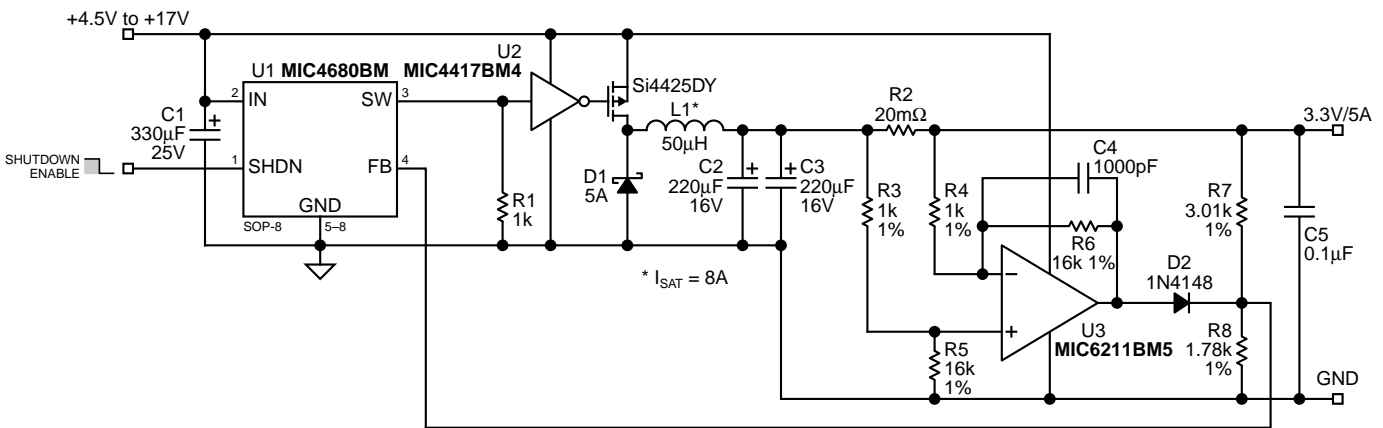 +4.5V to +17V
U2
U1 MIC4680BM MIC4417BM4
Si4425DY
2 IN
SW 3
C1
330µF
25V
+
L1*
50µH
R2
20mΩ
3.3V/5A
C4
1000pF
SHUTDOWN
ENABLE
1 SHDN
FB 4
GND
SOP-8
5–8
R1
1k
D1
5A
C2
220µF
16V
+
C3
220µF
16V
+
R3
1k
1%
R4
1k
1%
R7
3.01k
1%
R6
16k 1%
C5
0.1µF
* ISAT = 8A
D2
1N4148
−
+
U3
MIC6211BM5
R5
16k
1%
R8
1.78k
1%
GND